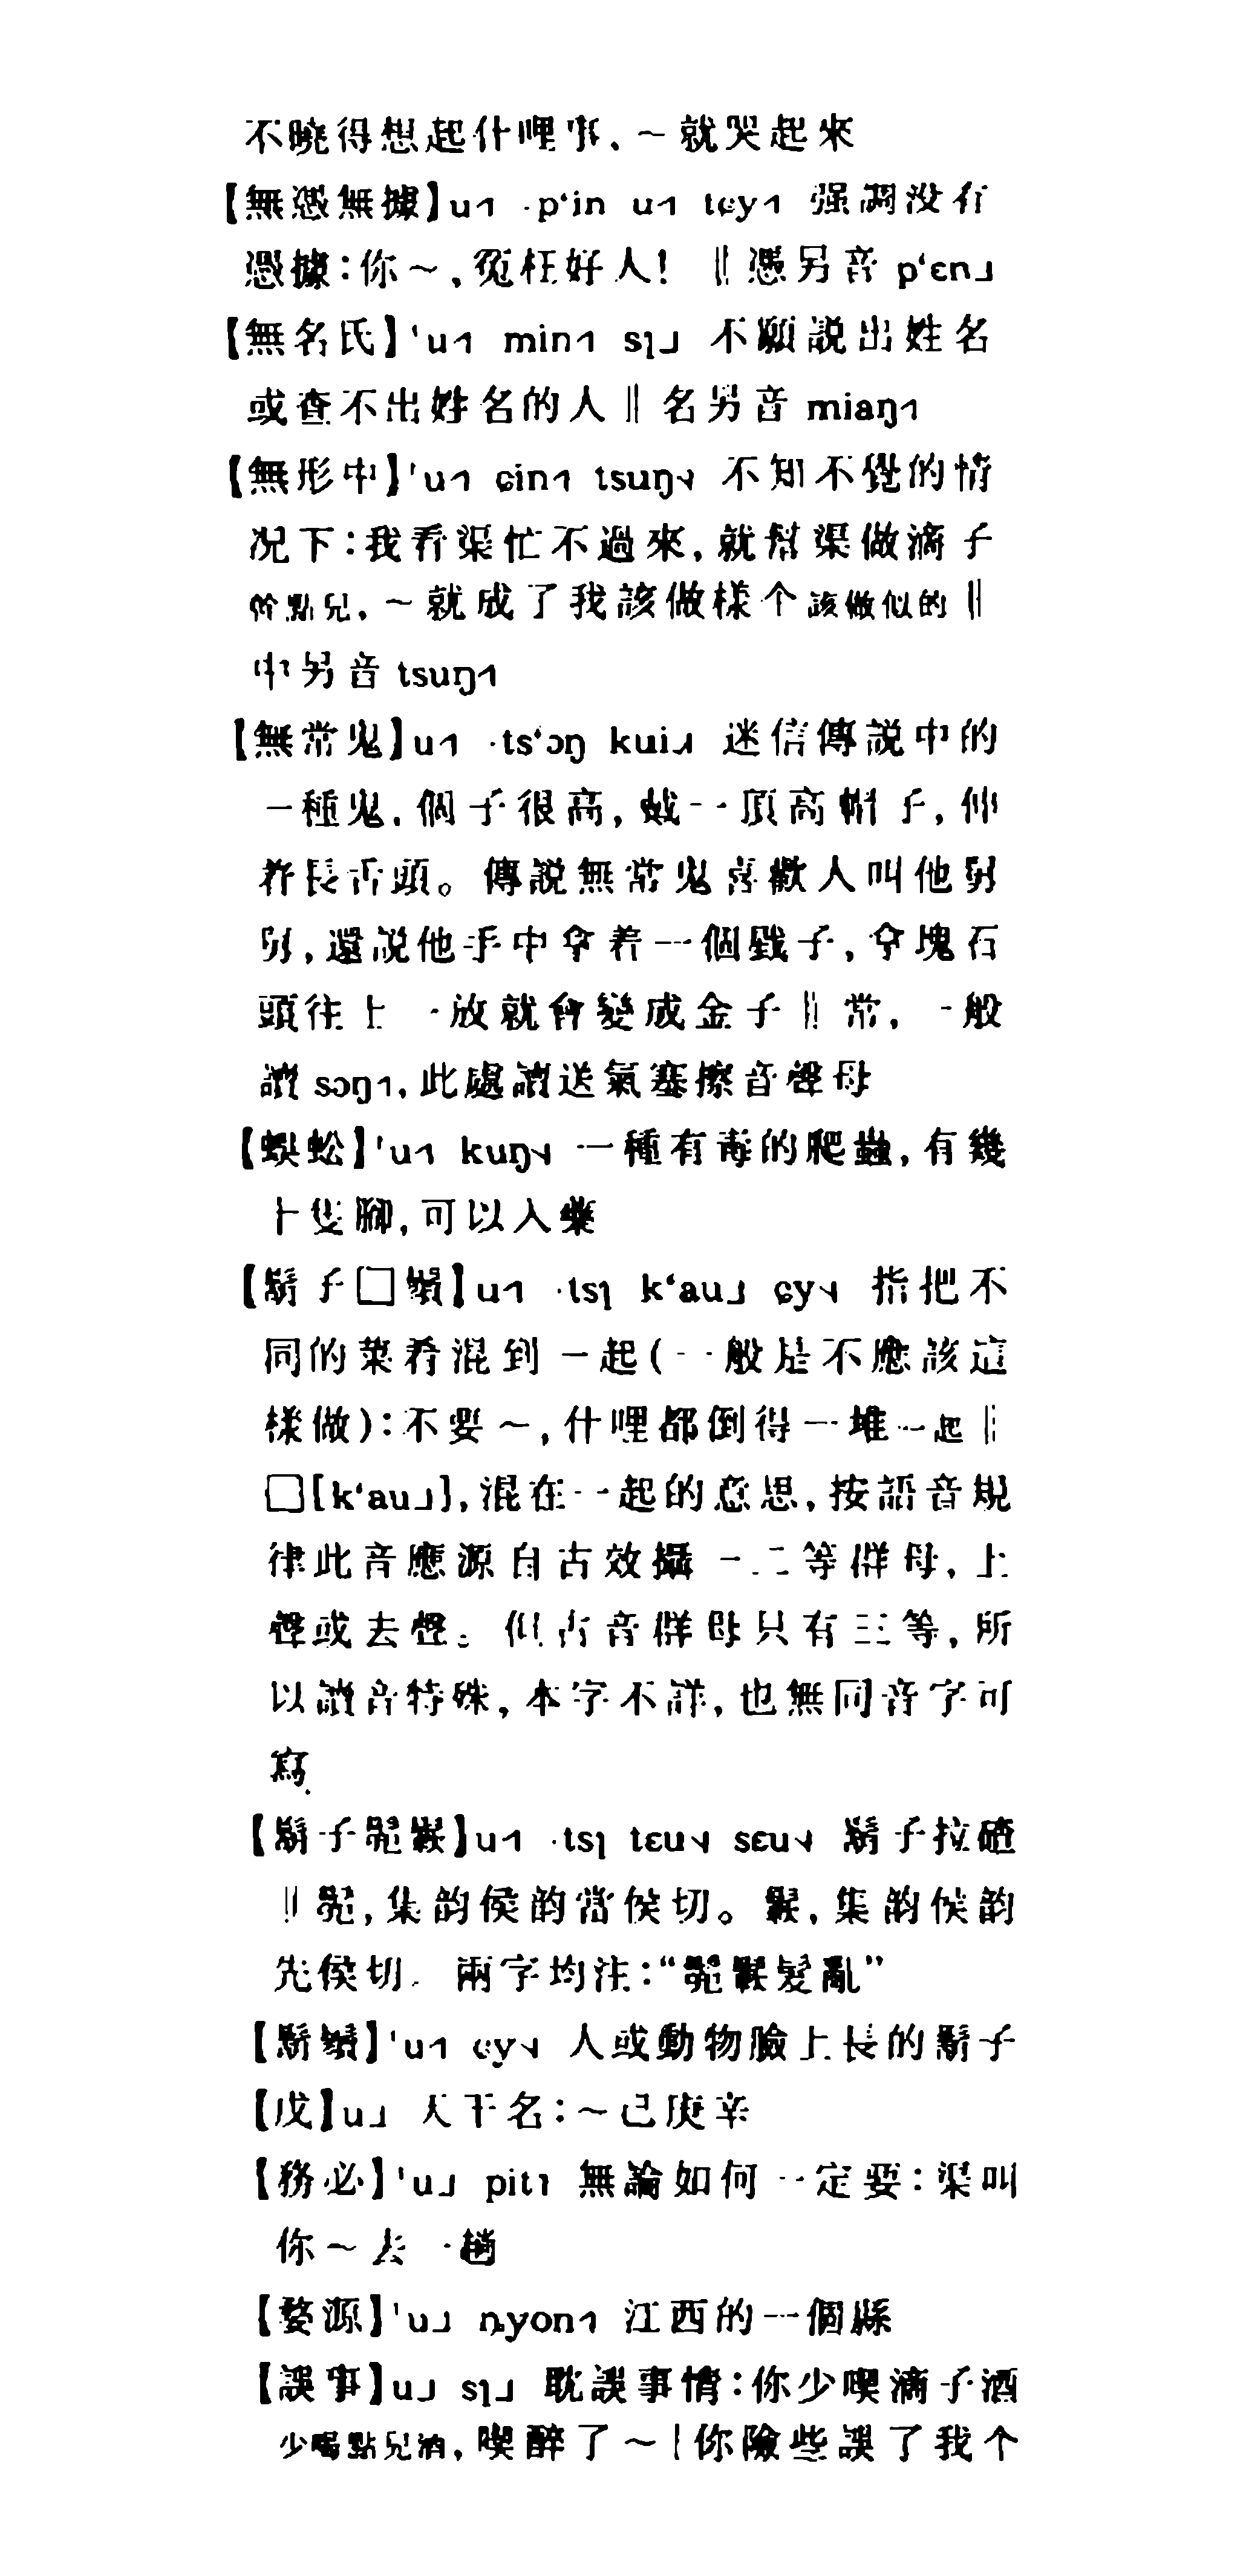 不曉得想起什哩事，～就哭起來
【無憑無據】u˧˥ ·p‘in u˧˥ tɕy˧˥ 强調没有
憑據：你～，冤枉好人！ ‖憑另音 p‘ɛn˩
【無名氏】ˈu˧˥ min˧˥ sɿ˩ 不願説出姓名
或查不出姓名的人‖名另音 miaŋ˧˥
【無形中】ˈu˧˥ ɕin˧˥ tsuŋ˧˩ 不知不覺的情
况下：我看渠忙不過來，就幫渠做滴子
幹點兒，～就成了我該做樣个該做似的‖
中另音 tsuŋ˧˥
【無常鬼】u˧˥ ·ts‘ɔŋ kui˨˩ 迷信傳説中的
一種鬼，個子很高，戴一頂高帽子，伸
着長舌頭。傳説無常鬼喜歡人叫他舅
舅，還説他手中拿着一個戥子，拿塊石
頭往上一放就會變成金子‖常，一般
讀 sɔŋ˧˥，此處讀送氣塞擦音聲母
【蜈蚣】ˈu˧˥ kuŋ˧˩ 一種有毒的爬蟲，有幾
十隻脚，可以入藥
【鬍子□鬚】u˧˥ ·tsɿ k‘au˩ ɕy˧˩ 指把不
同的菜肴混到一起（一般是不應該這
樣做）：不要～，什哩都倒得一堆一起‖
□[k‘au˩]，混在一起的意思，按語音規
律此音應源自古效攝一二等群母，上
聲或去聲。但古音群母只有三等，所
以讀音特殊，本字不詳，也無同音字可
寫
【鬍子𩭞𩮶】u˧˥ ·tsɿ tɛu˧˩ sɛu˧˩ 鬍子拉碴
‖𩭞，集韵侯韵當侯切。𩮶，集韵侯韵
先侯切。兩字均注：“𩭞𩮶髮亂”
【鬍鬚】ˈu˧˥ ɕy˧˩ 人或動物臉上長的鬍子
【戊】u˩ 天干名：～己庚辛
【務必】ˈu˩ pit˥ 無論如何一定要：渠叫
你～去一趟
【婺源】ˈu˩ ȵyon˧˥ 江西的一個縣
【誤事】u˩ sɿ˩ 耽誤事情：你少喫滴子酒
少喝點兒酒，喫醉了～｜你險些誤了我个